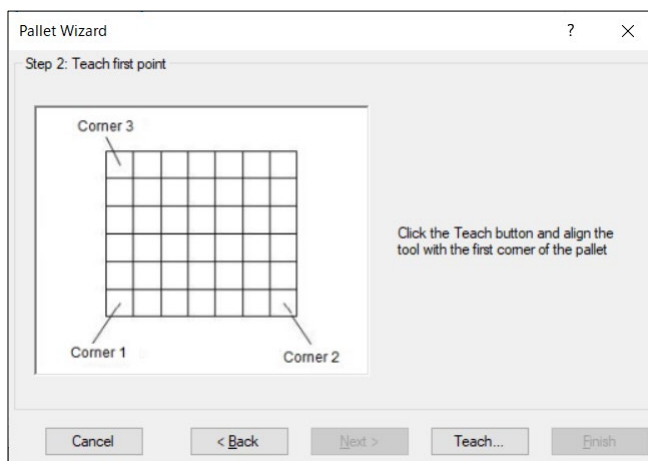 Pallet Wizard
?
Step 2: Teach first point
Corner 3
Click the Teach button and align the
tool with the first corner of the pallet
Corner 1
Corner 2
Cancel
< Back
Next >
Teach...
Finish